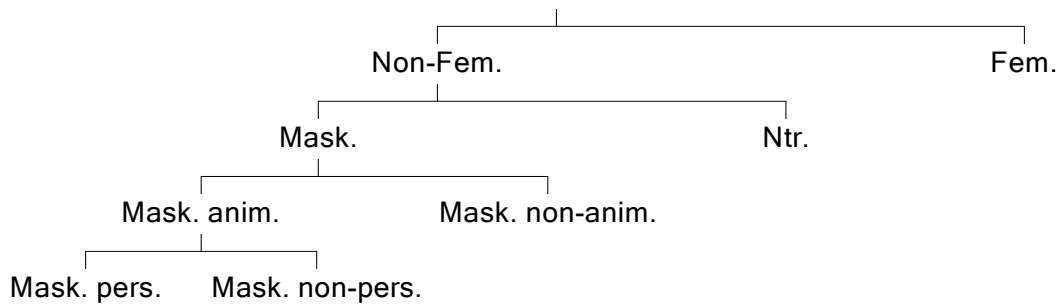 Non-Fem. Fem.
Mask. Ntr.
Mask. anim. Mask. non-anim.
Mask. pers. Mask. non-pers.